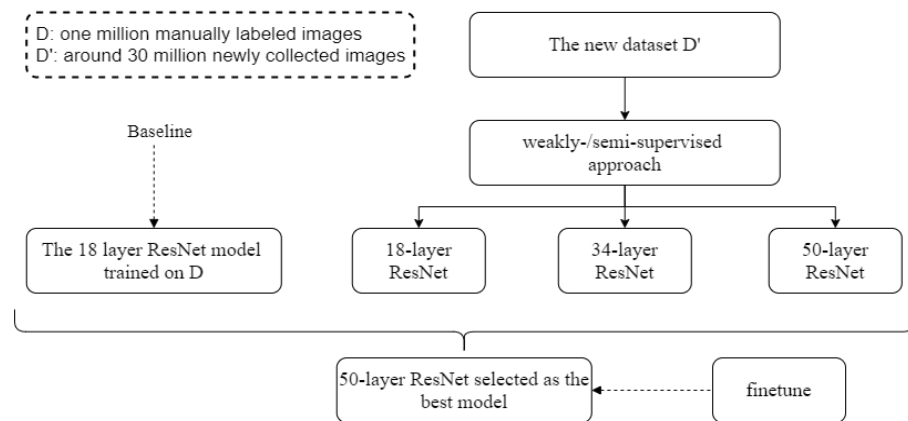 D: one million manually labeled images
D': around 30 million newly collected images
The new dataset D'
Baseline
weakly-/semi-supervised
approach
The 18 layer ResNet model
trained on D
18-layer
ResNet
34-layer
ResNet
50-layer
ResNet
50-layer ResNet selected as the
best model
finetune